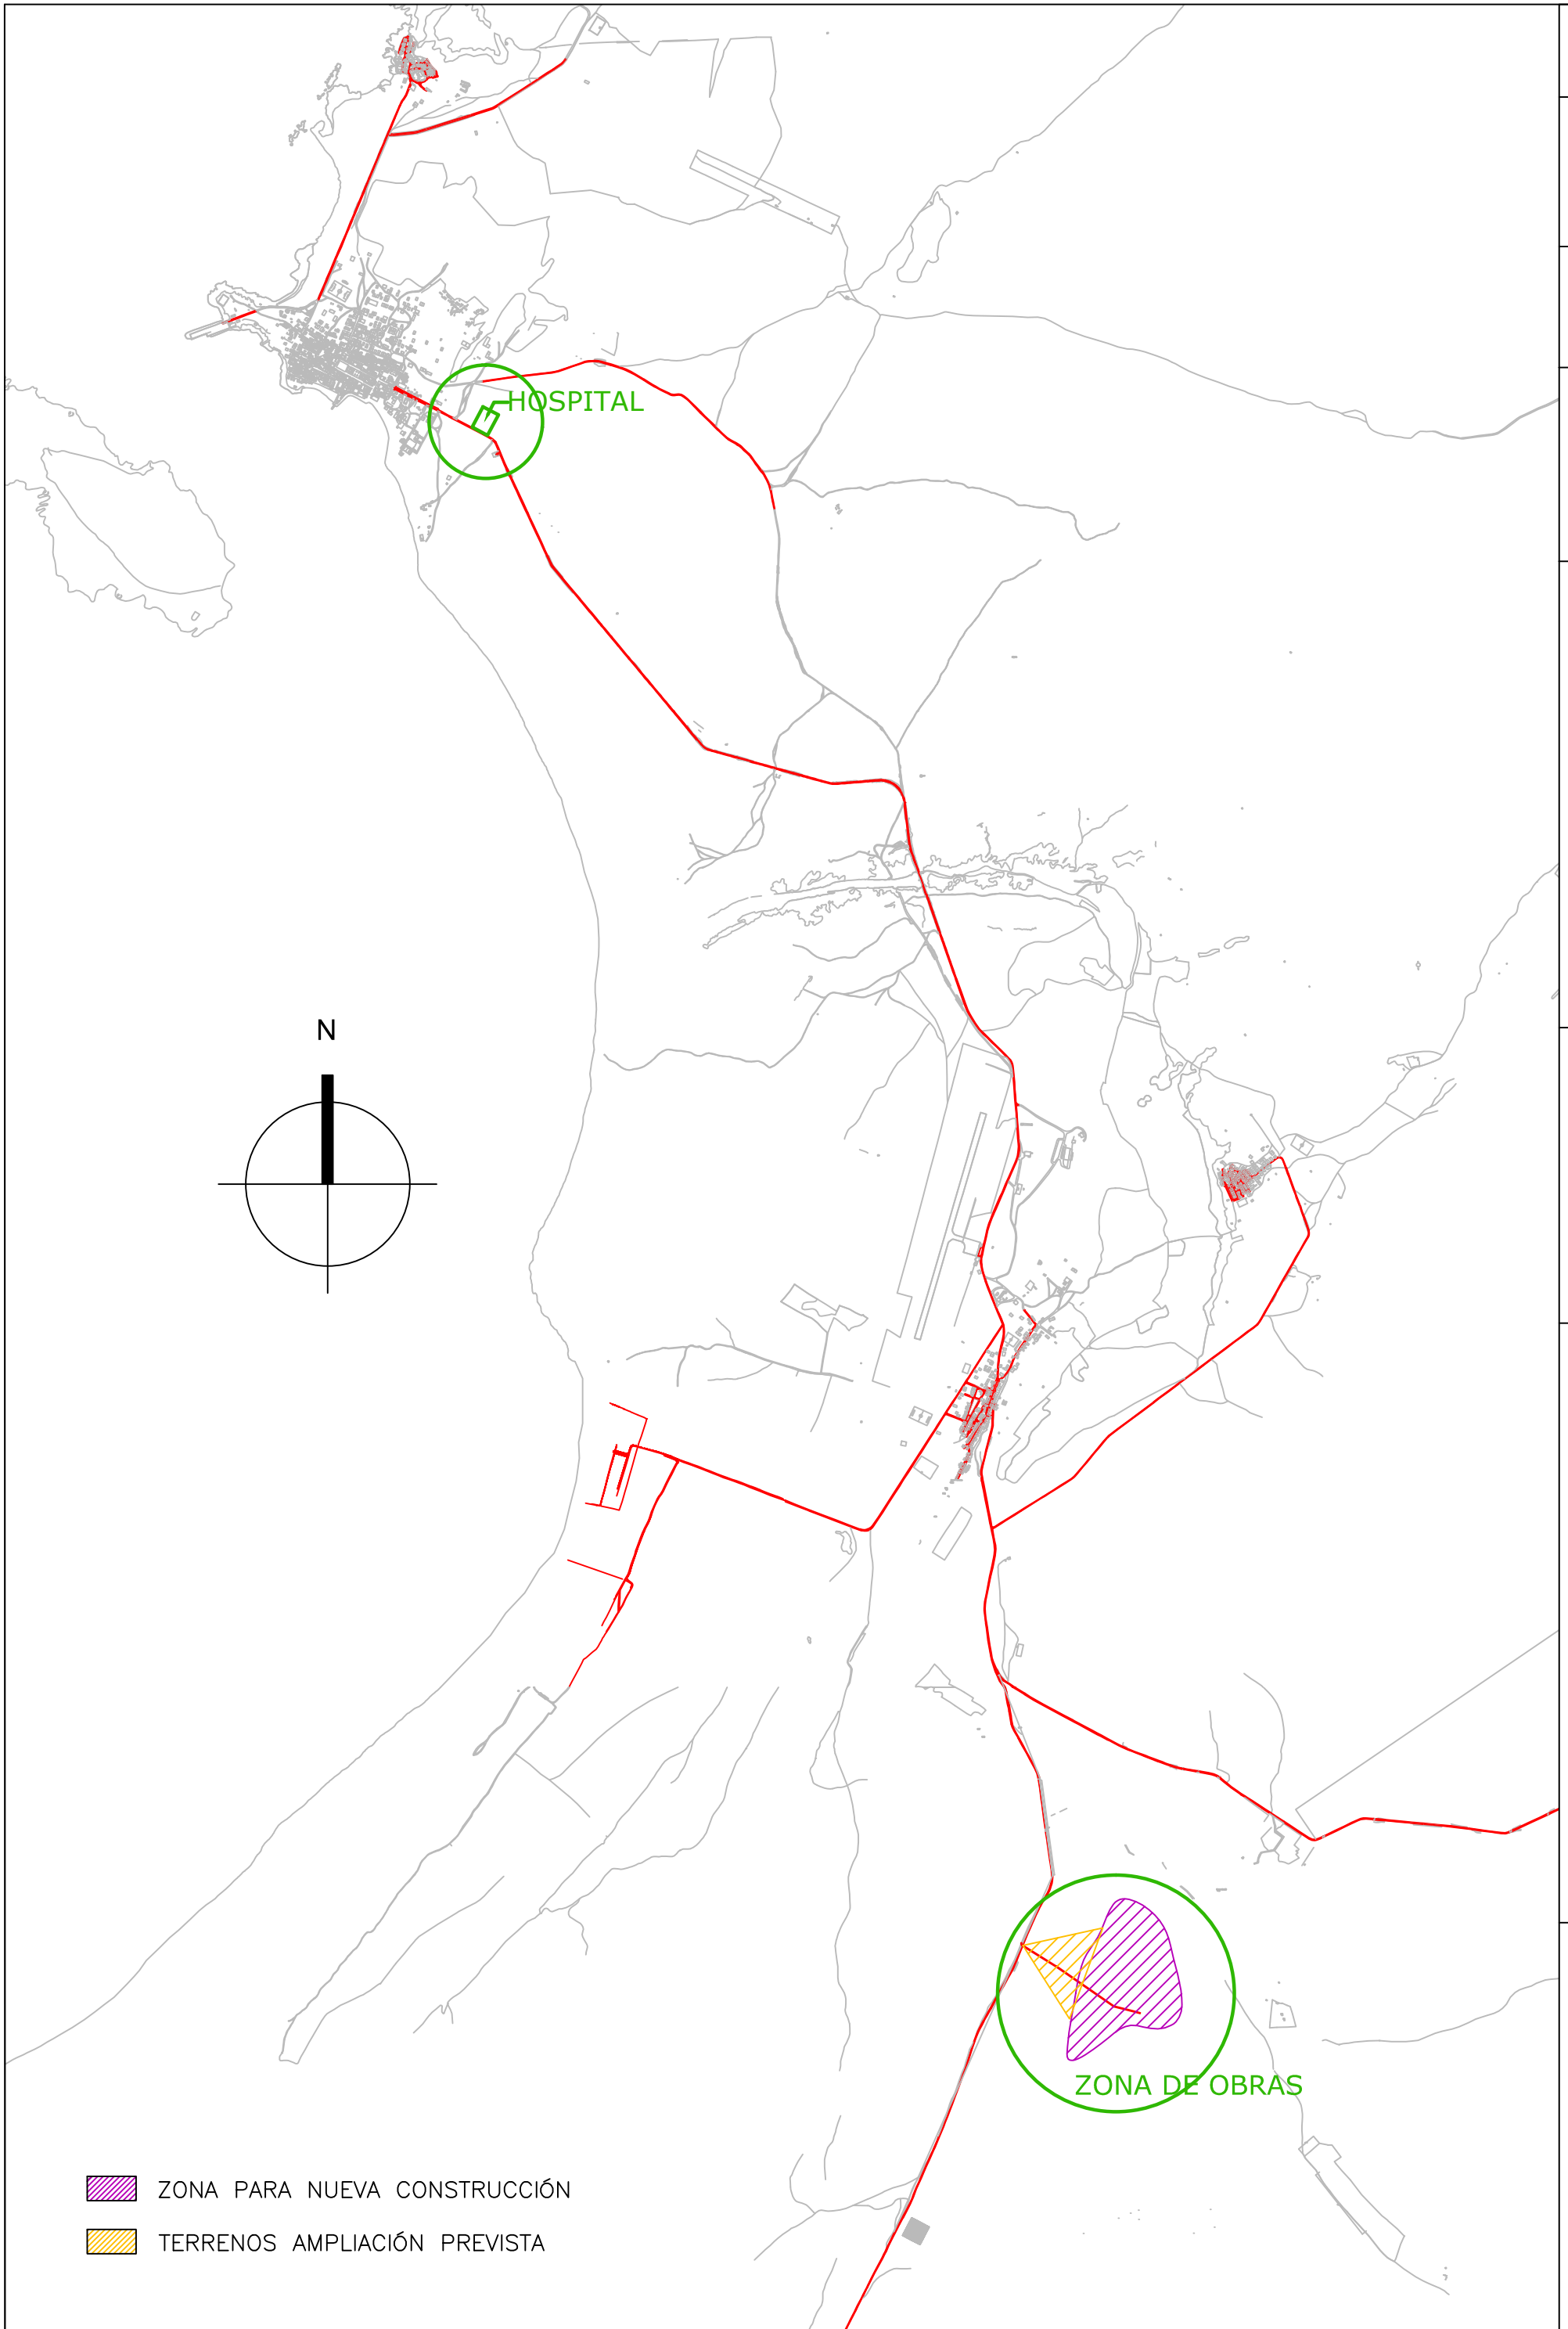 HOSPITAL
N
ZONA DE OBRAS
ZONA PARA NUEVA CONSTRUCCIÓN
TERRENOS AMPLIACIÓN PREVISTA